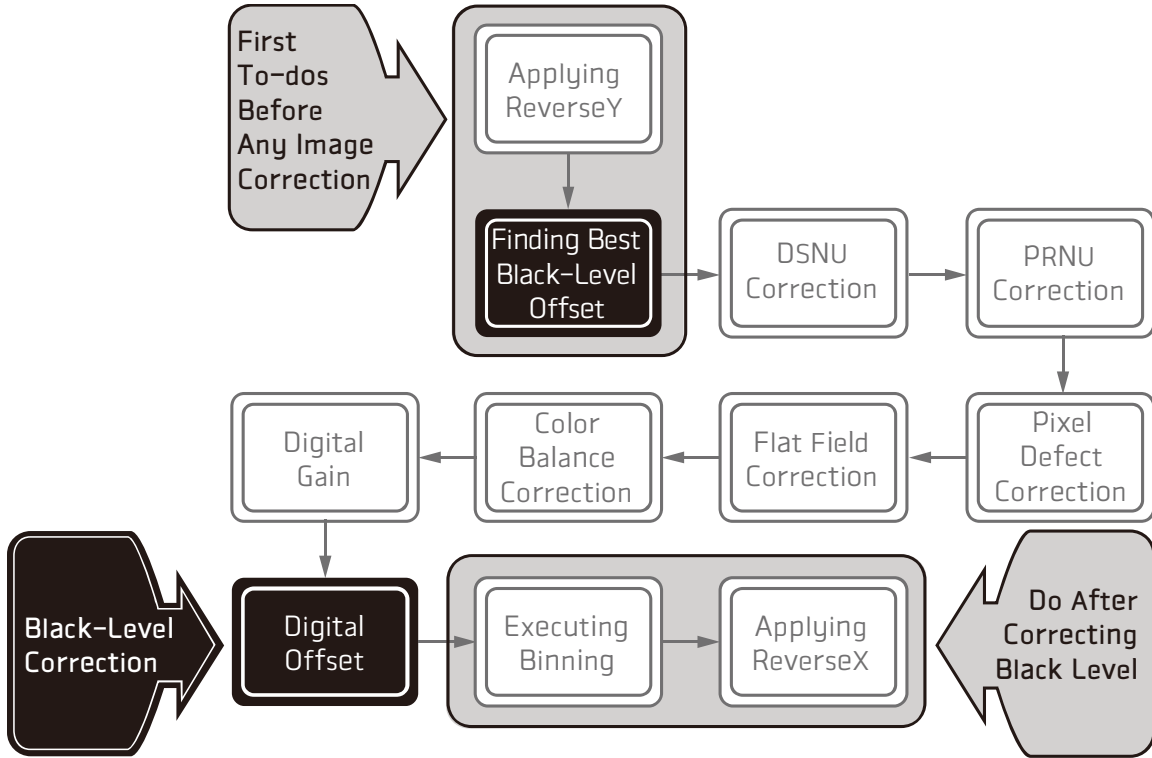 First
To-dos
Before
Any Image
Correction
Applying
ReverseY
Finding Best
Black-Level
Offset
DSNU
Correction
PRNU
Correction
Pixel
Defect
Correction
Flat Field
Correction
Color
Balance
Correction
Digital
Gain
Black-Level
Correction
Digital
Offset
Executing
Binning
Applying
ReverseX
Do After
Correcting
Black Level